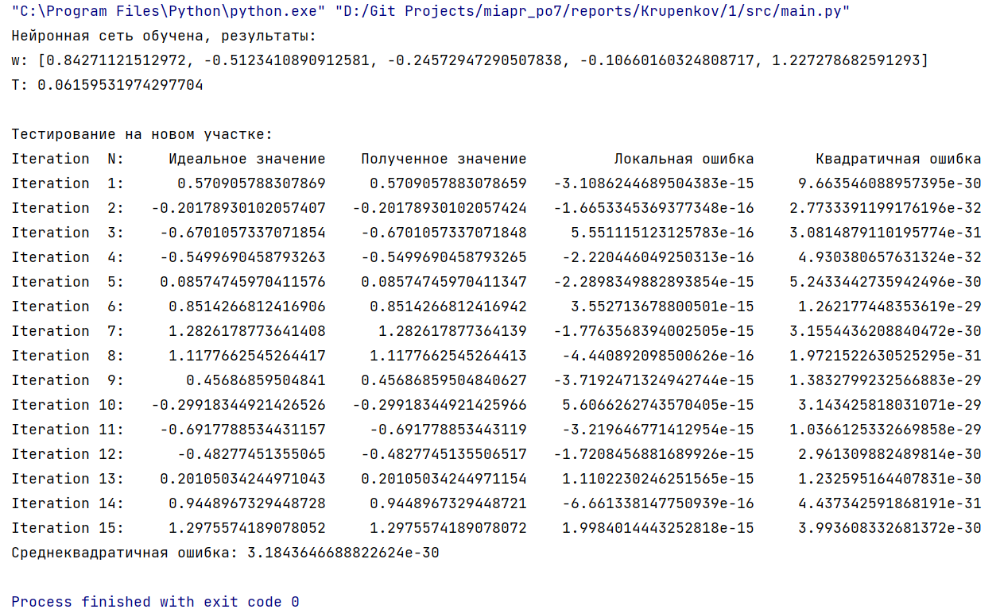 "C:\Program Files\Python\python.exe" "D:/Git Projects/miapr_po7/reports/Krupenkov/1/src/main.py"
Нейронная сеть обучена, результаты:
w: [0.84271121512972, -0.5123410890912581, -0.24572947290507838, -0.10660160324808717, 1.227278682591293]
T: 0.06159531974297704
Тестирование на новом участке:
Iteration  N:     Идеальное значение    Полученное значение          Локальная ошибка       Квадратичная ошибка
Iteration  1:      0.570905788307869     0.5709057883078659   -3.1086244689504383e-15     9.663546088957395e-30
Iteration  2:   -0.20178930102057407   -0.20178930102057424   -1.6653345369377348e-16    2.7733391199176196e-32
Iteration  3:    -0.6701057337071854    -0.6701057337071848     5.551115123125783e-16    3.0814879110195774e-31
Iteration  4:    -0.5499690458793263    -0.5499690458793265    -2.220446049250313e-16     4.930380657631324e-32
Iteration  5:    0.08574745970411576    0.08574745970411347   -2.2898349882893854e-15    5.2433442735942496e-30
Iteration  6:     0.8514266812416906     0.8514266812416942     3.552713678800501e-15     1.262177448353619e-29
Iteration  7:     1.2826178773641408      1.282617877364139   -1.7763568394002505e-15    3.1554436208840472e-30
Iteration  8:     1.1177662545264417     1.1177662545264413    -4.440892098500626e-16    1.9721522630525295e-31
Iteration  9:       0.45686859504841    0.45686859504840627   -3.7192471324942744e-15    1.3832799232566883e-29
Iteration 10:   -0.29918344921426526   -0.29918344921425966    5.6066262743570405e-15     3.143425818031071e-29
Iteration 11:    -0.6917788534431157     -0.691778853443119    -3.219646771412954e-15    1.0366125332669858e-29
Iteration 12:      -0.48277451355065    -0.4827745135506517   -1.7208456881689926e-15     2.961309882489814e-30
Iteration 13:    0.20105034244971043    0.20105034244971154    1.1102230246251565e-15     1.232595164407831e-30
Iteration 14:     0.9448967329448728     0.9448967329448721    -6.661338147750939e-16     4.437342591868191e-31
Iteration 15:     1.2975574189078052     1.2975574189078072    1.9984014443252818e-15     3.993608332681372e-30
Среднеквадратичная ошибка: 3.1843646688822624e-30
Process finished with exit code 0